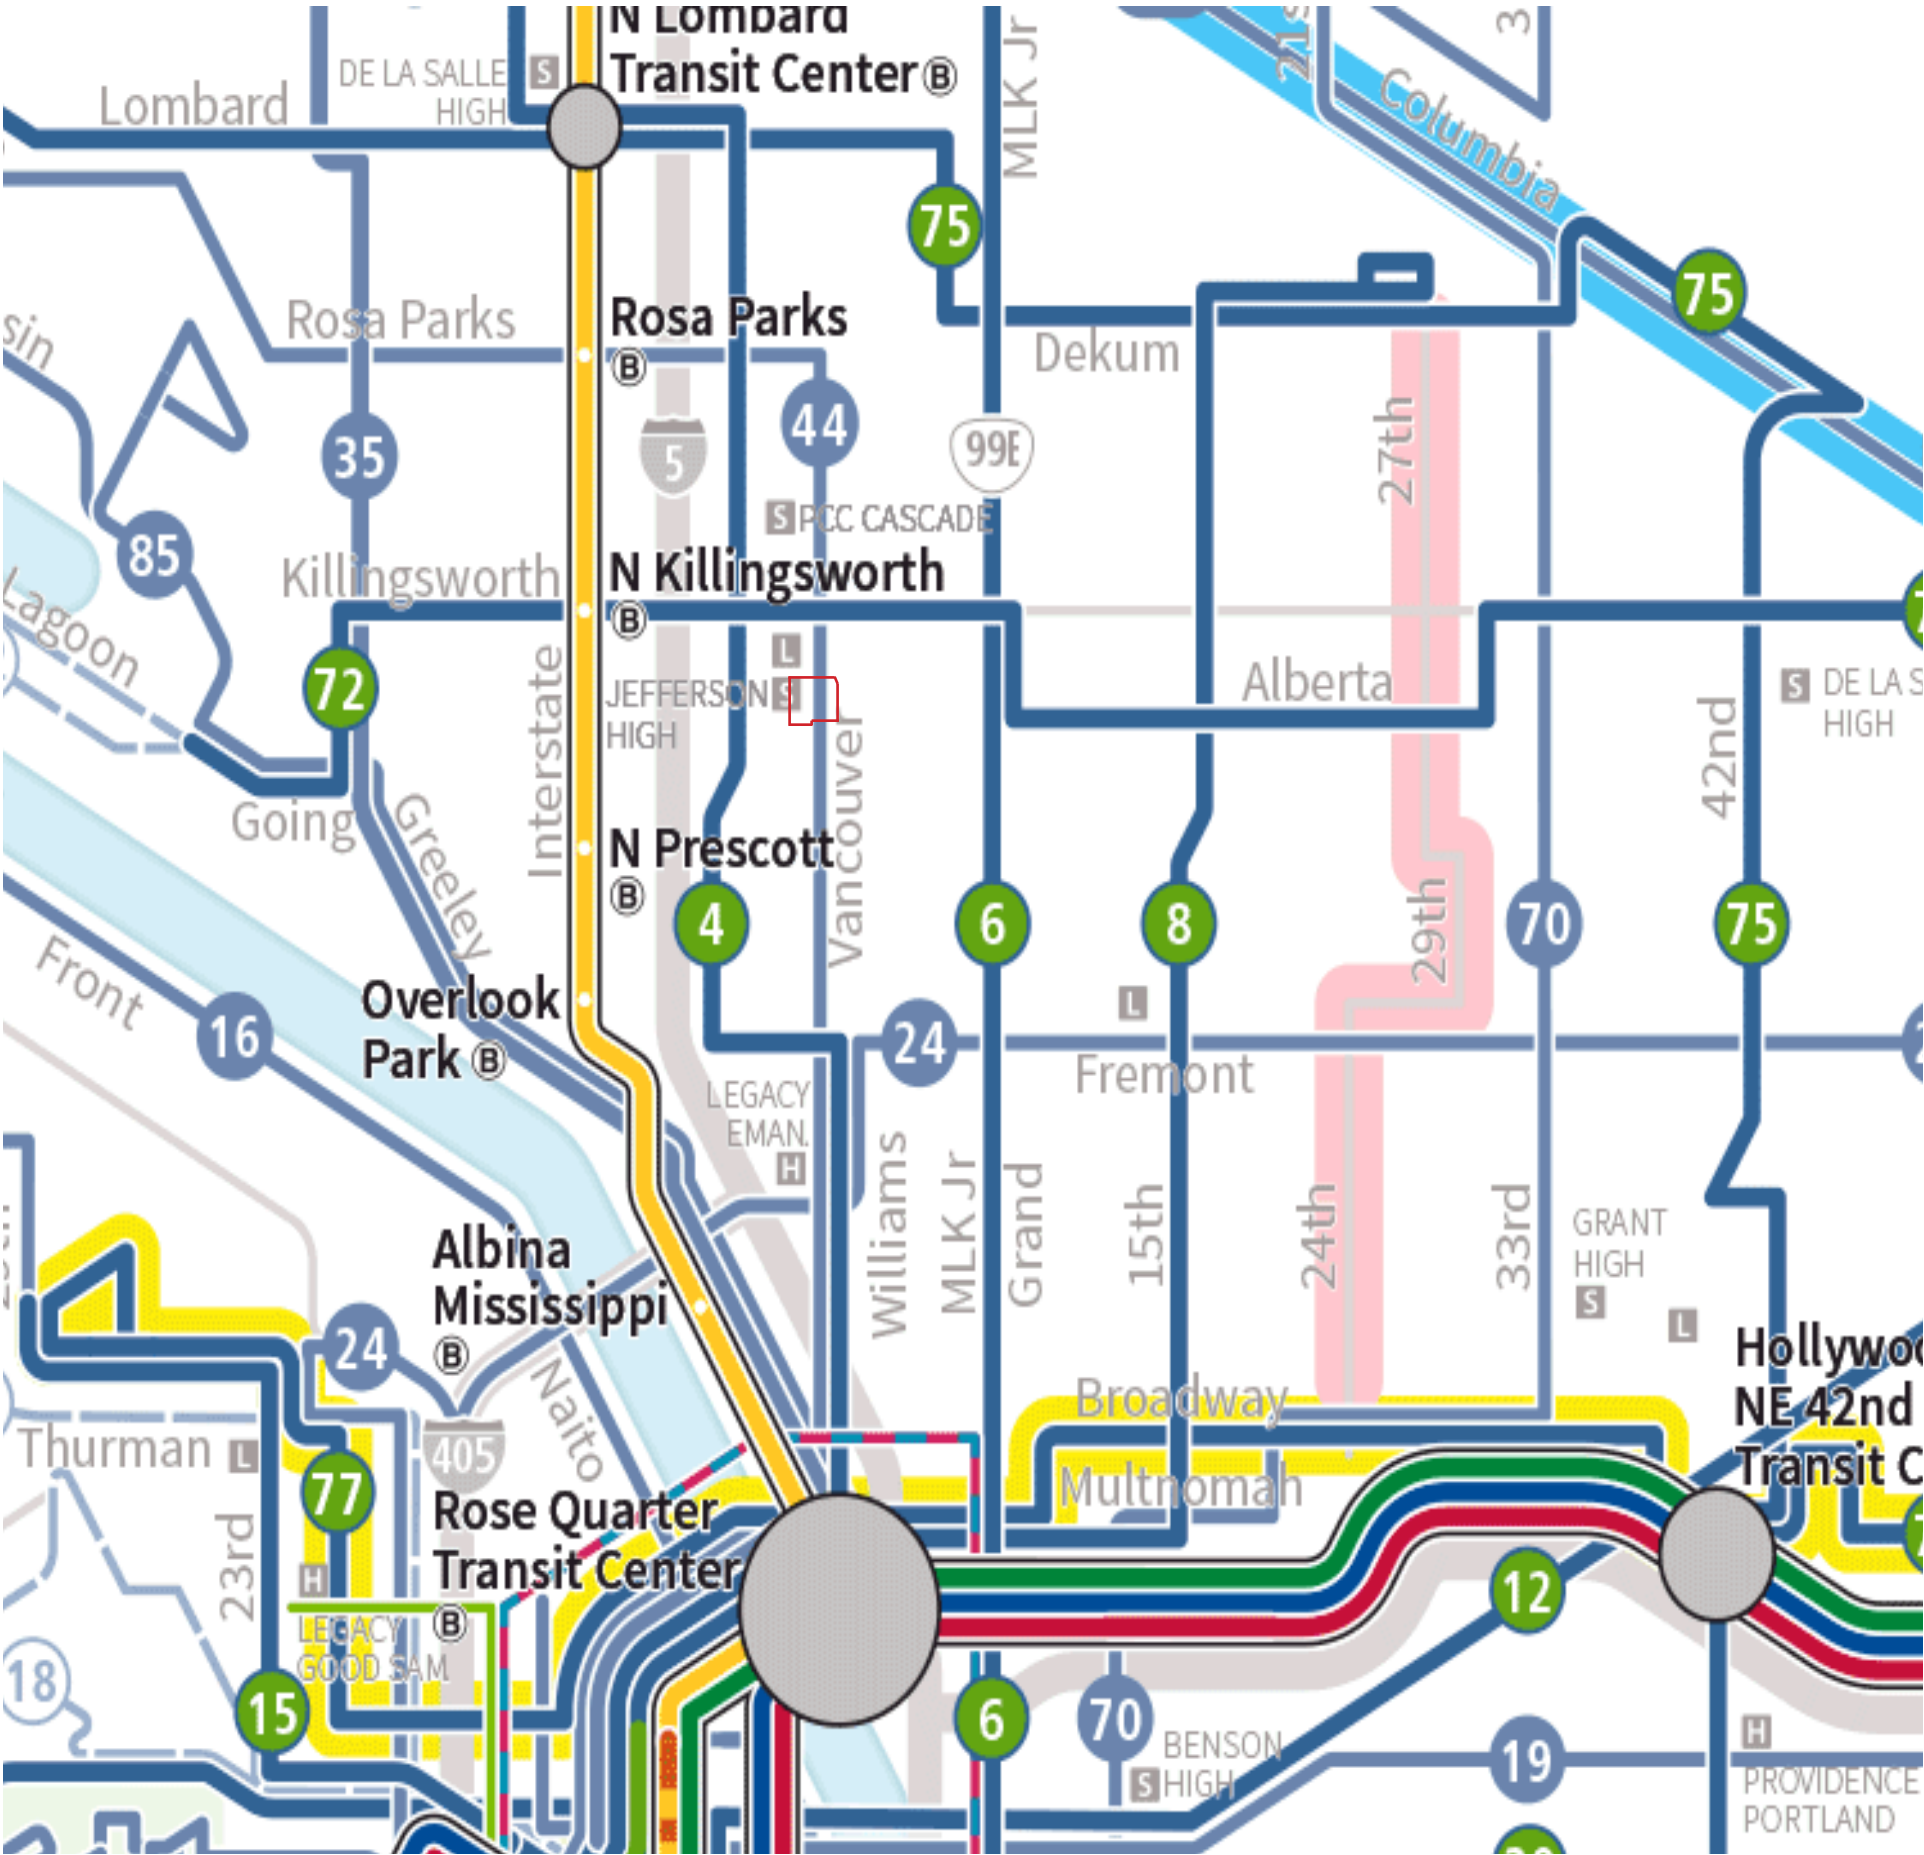 N Lombard
Transit Center B
DE LA SALLE S
HIGH
Lombard
MLK Jr
3
Columbia
75
75
Rosa Parks
Rosa Parks
B
Dekum
sin
35
5
44
99E
27th
S PCC CASCADE
85
Killingsworth
N Killingsworth
B
Lagoon
72
L
JEFFERSON S
HIGH
Alberta
S DE LA S
HIGH
42nd
Interstate
Vancouver
Going
Greeley
N Prescott
B
4
6
8
29th
70
75
Front
Overlook
Park B
16
L
24
Fremont
LEGACY
EMAN.
H
Williams
MLK Jr
Grand
15th
24th
33rd
GRANT
HIGH
S
L
Albina
Mississippi
B
24
Naito
Hollywoo
NE 42nd
Transit C
Broadway
Thurman L
405
77
Multnomah
Rose Quarter
Transit Center
B
23rd
H
LEGACY
GOOD SAM
12
18
15
6
70
BENSON
S HIGH
19
H
PROVIDENCE
PORTLAND